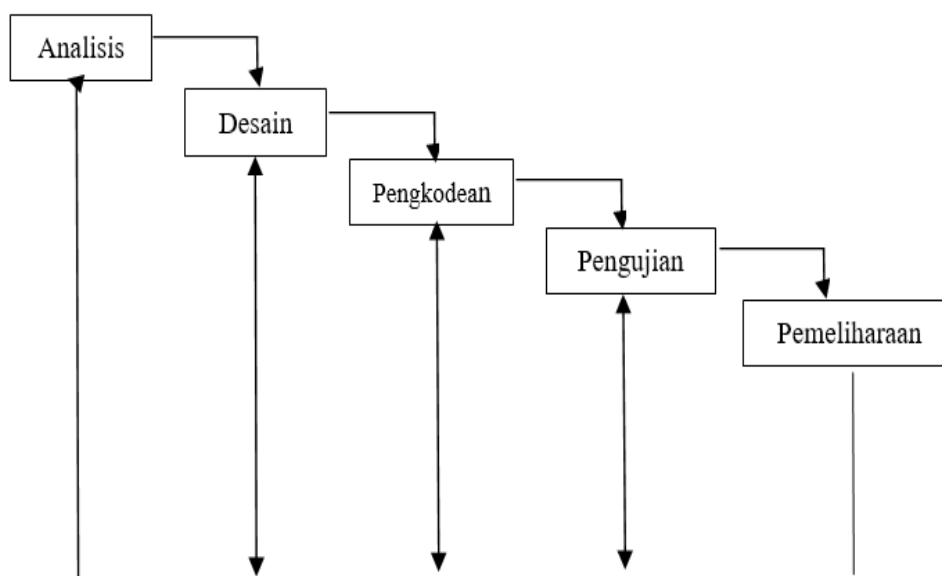 Analisis
Desain
Pengkodean
Pengujian
Pemeliharaan